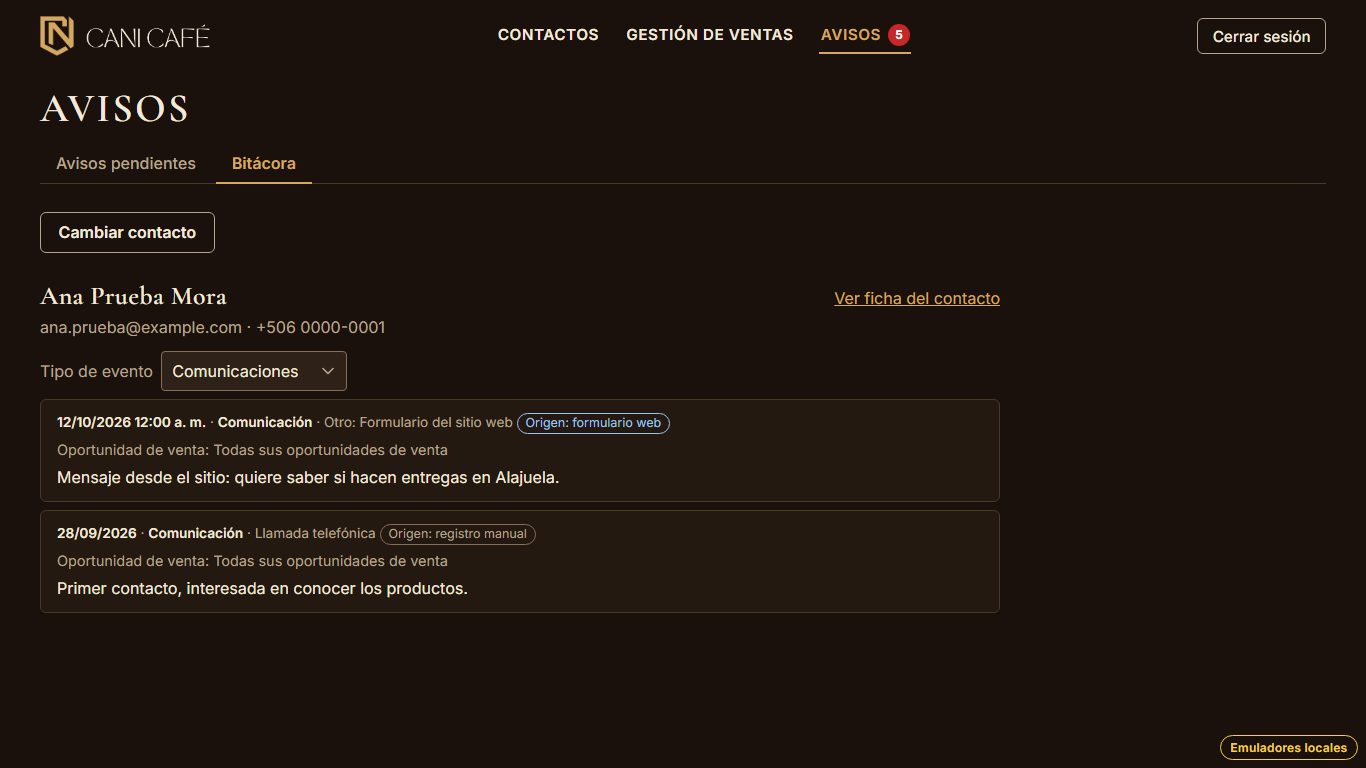 CANI CAFÉ
CONTACTOS GESTIÓN DE VENTAS AVISOS 5
Cerrar sesión
AVISOS
Avisos pendientes Bitácora
Cambiar contacto
Ana Prueba Mora
Ver ficha del contacto
ana.prueba@example.com · +506 0000-0001
Tipo de evento Comunicaciones
12/10/2026 12:00 a. m. · Comunicación · Otro: Formulario del sitio web Origen: formulario web
Oportunidad de venta: Todas sus oportunidades de venta
Mensaje desde el sitio: quiere saber si hacen entregas en Alajuela.
28/09/2026 · Comunicación · Llamada telefónica Origen: registro manual
Oportunidad de venta: Todas sus oportunidades de venta
Primer contacto, interesada en conocer los productos.
Emuladores locales